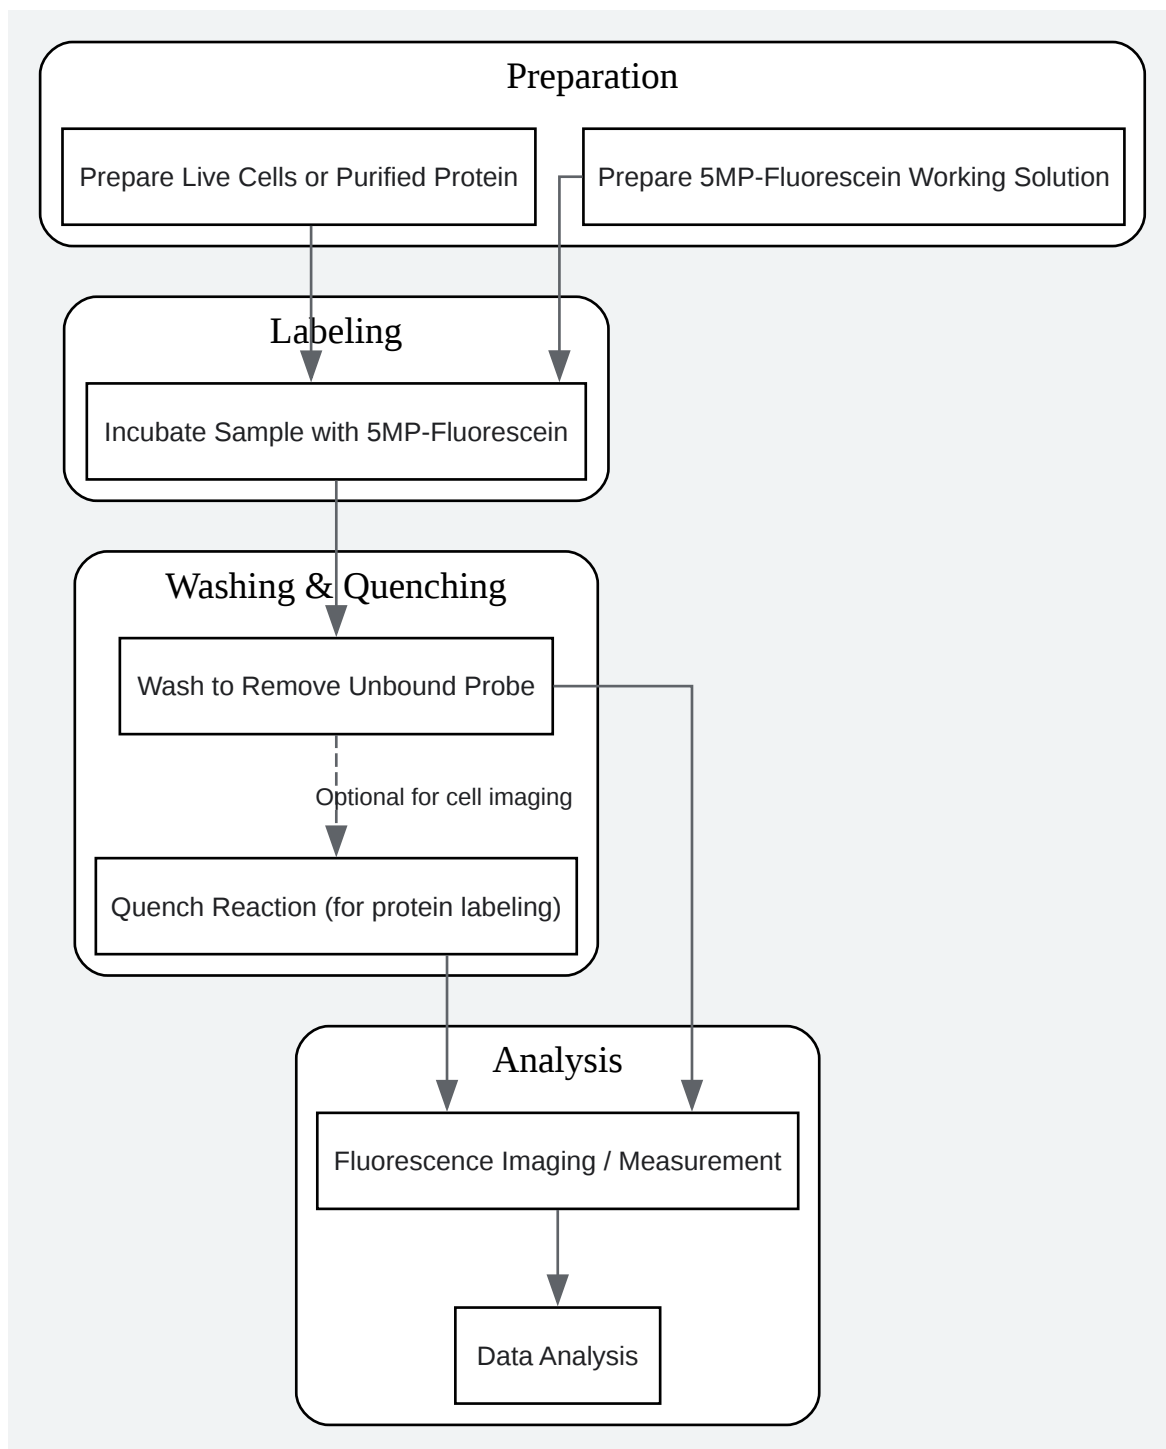 Preparation
Prepare Live Cells or Purified Protein
Prepare 5MP-Fluorescein Working Solution
Labeling
Incubate Sample with 5MP-Fluorescein
Washing & Quenching
Wash to Remove Unbound Probe
Optional for cell imaging
Quench Reaction (for protein labeling)
Analysis
Fluorescence Imaging / Measurement
Data Analysis